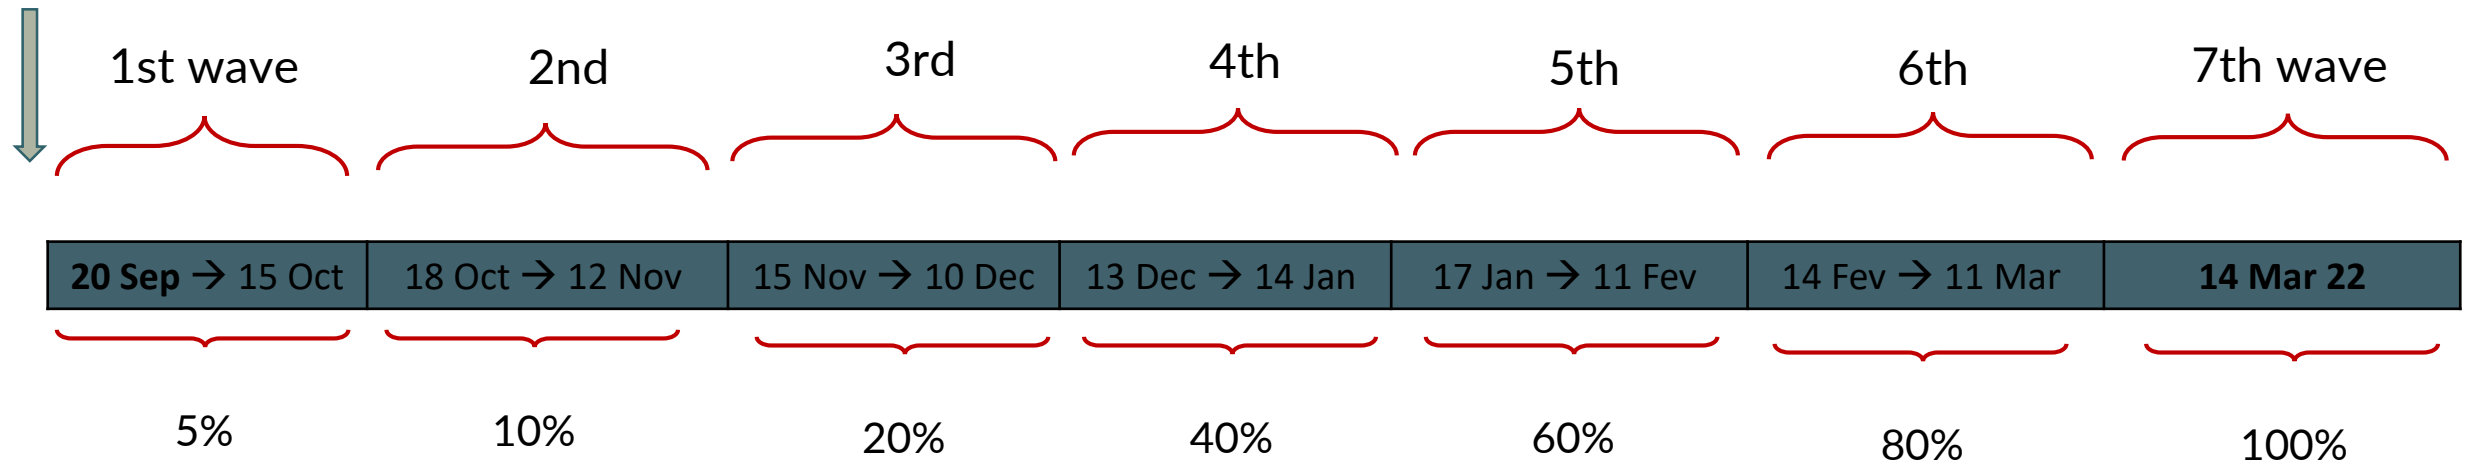 1st wave 2nd 3rd 4th 5th 6th 7th wave
20 Sep → 15 Oct 18 Oct → 12 Nov 15 Nov → 10 Dec 13 Dec → 14 Jan 17 Jan → 11 Fev 14 Fev → 11 Mar 14 Mar 22
5% 10% 20% 40% 60% 80% 100%